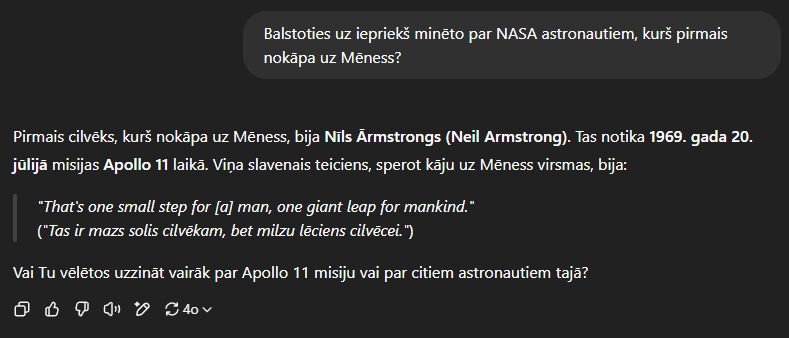 Balstoties uz iepriekš minēto par NASA astronautiem, kurš pirmais
nokāpa uz Mēness?
Pirmais cilvēks, kurš nokāpa uz Mēness, bija Nīls Ārmstrongs (Neil Armstrong). Tas notika 1969. gada 20.
jūlijā misijas Apollo 11 laikā. Viņa slavenais teiciens, sperot kāju uz Mēness virsmas, bija:
"That's one small step for [a] man, one giant leap for mankind."
("Tas ir mazs solis cilvēkam, bet milzu lēciens cilvēcei.")
Vai Tu vēlētos uzzināt vairāk par Apollo 11 misiju vai par citiem astronautiem tajā?
4o